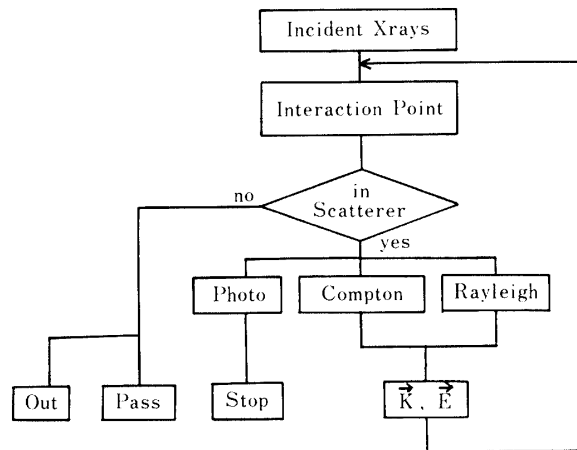 Incident Xrays
Interaction Point
no
in
Scatterer
yes
Photo
Compton
Rayleigh
Out
Pass
Stop
K⃗, E⃗